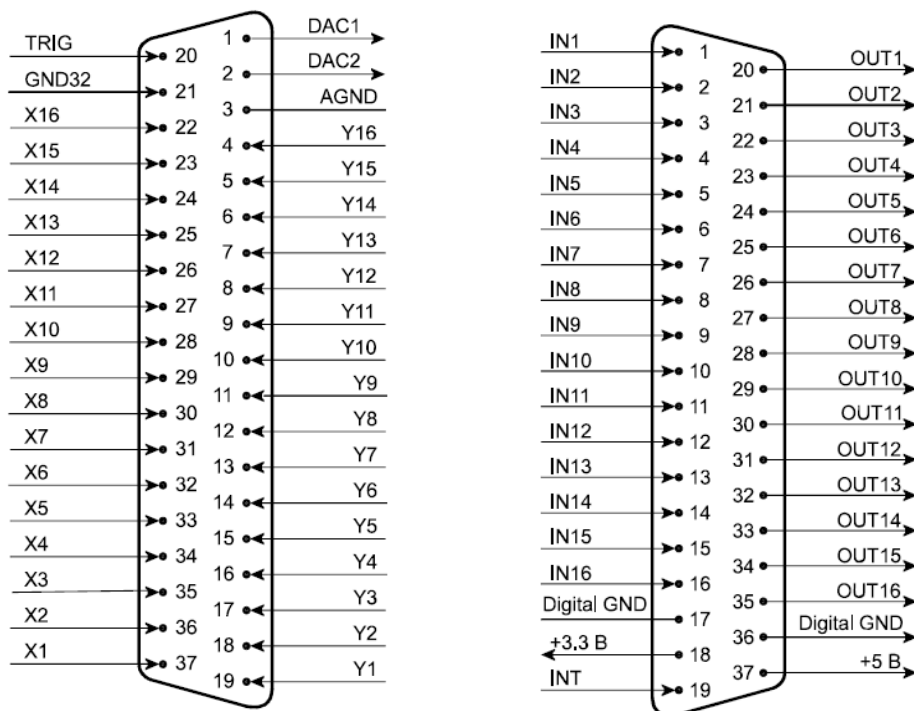 TRIG 20 1 DAC1
GND32 21 2 DAC2
X16 22 3 AGND
X15 23 4 Y16
X14 24 5 Y15
X13 25 6 Y14
X12 26 7 Y13
X11 27 8 Y12
X10 28 9 Y11
X9 29 10 Y10
X8 30 11 Y9
X7 31 12 Y8
X6 32 13 Y7
X5 33 14 Y6
X4 34 15 Y5
X3 35 16 Y4
X2 36 17 Y3
X1 37 18 Y2
19 Y1
IN1 1 20 OUT1
IN2 2 21 OUT2
IN3 3 22 OUT3
IN4 4 23 OUT4
IN5 5 24 OUT5
IN6 6 25 OUT6
IN7 7 26 OUT7
IN8 8 27 OUT8
IN9 9 28 OUT9
IN10 10 29 OUT10
IN11 11 30 OUT11
IN12 12 31 OUT12
IN13 13 32 OUT13
IN14 14 33 OUT14
IN15 15 34 OUT15
IN16 16 35 OUT16
Digital GND 17 36 Digital GND
+3,3 В 18 37 +5 В
INT 19